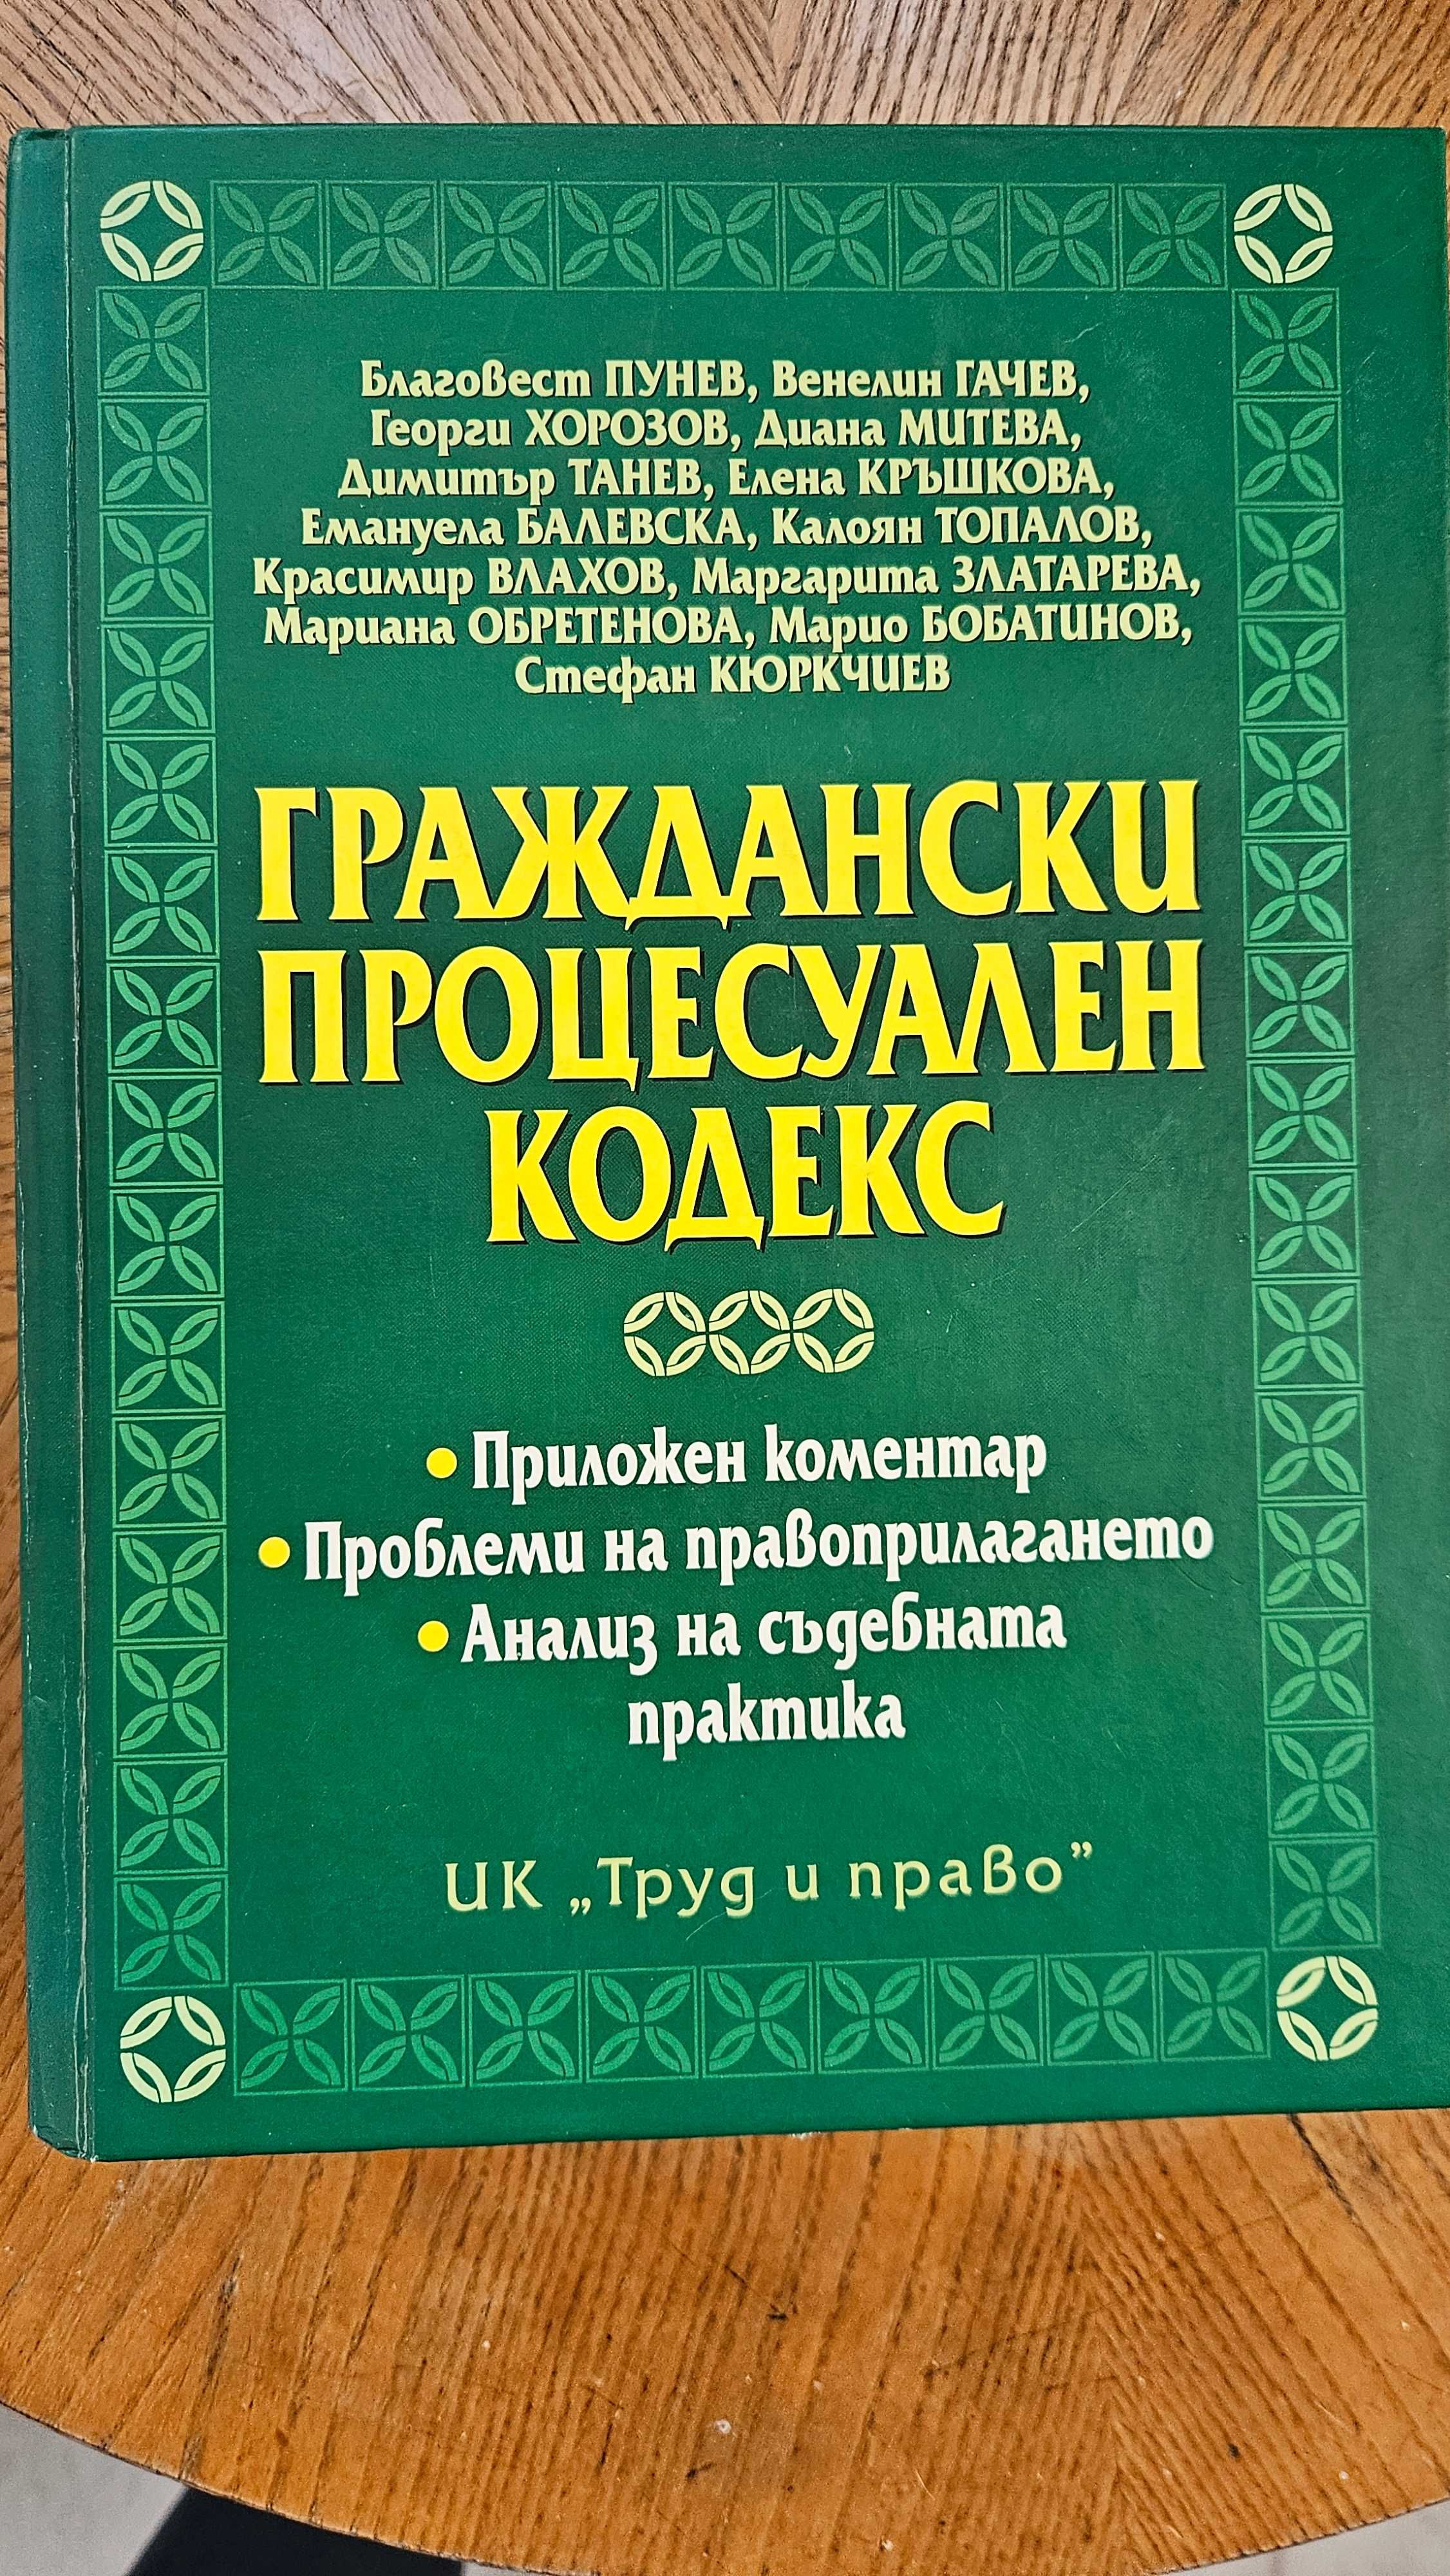 Благовест ПУНЕВ, Венелин ГАЧЕВ,
Георги ХОРОЗОВ, Диана МИТЕВА,
Димитър ТАНЕВ, Елена КРЪШКОВА,
Емануела БАЛЕВСКА, Калоян ТОПАЛОВ,
Красимир ВЛАХОВ, Маргарита ЗЛАТАРЕВА,
Мариана ОБРЕТЕНОВА, Марио БОБАТИНОВ,
Стефан КЮРКЧИЕВ
ГРАЖДАНСКИ
ПРОЦЕСУАЛЕН
КОДЕКС
• Приложен коментар
• Проблеми на правоприлагането
• Анализ на съдебната
практика
ИК „Труд и право”